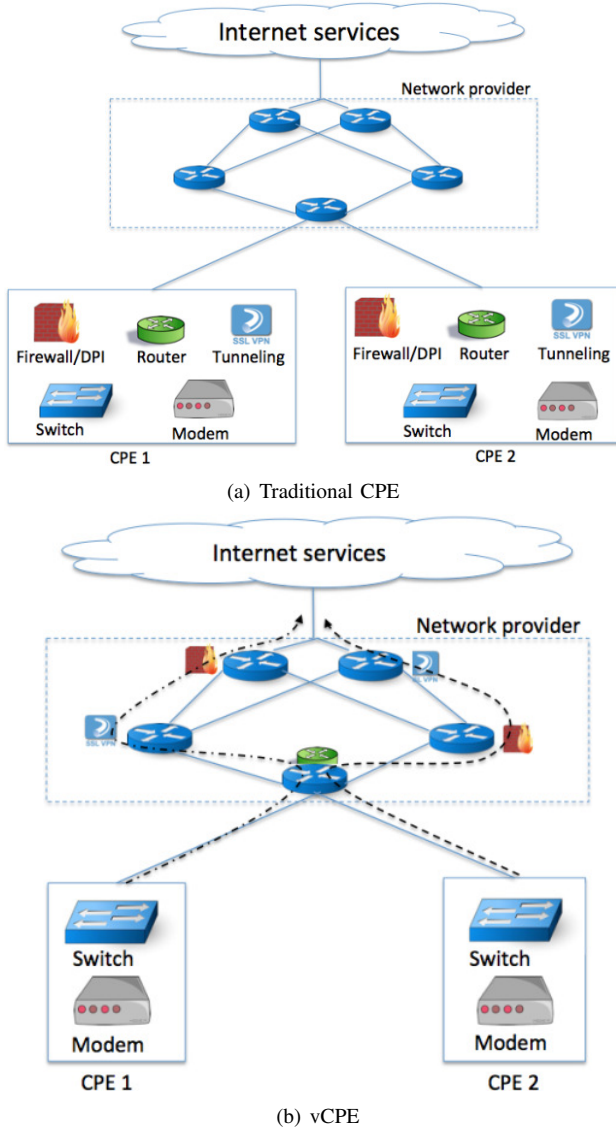 Internet services
Network provider
SSL VPN
SSL VPN
Firewall/DPI Router Tunneling
Firewall/DPI Router Tunneling
Switch Modem
Switch Modem
CPE 1
CPE 2
(a) Traditional CPE
Internet services
Network provider
SSL VPN
SSL VPN
Switch
Switch
Modem
Modem
CPE 1
CPE 2
(b) vCPE